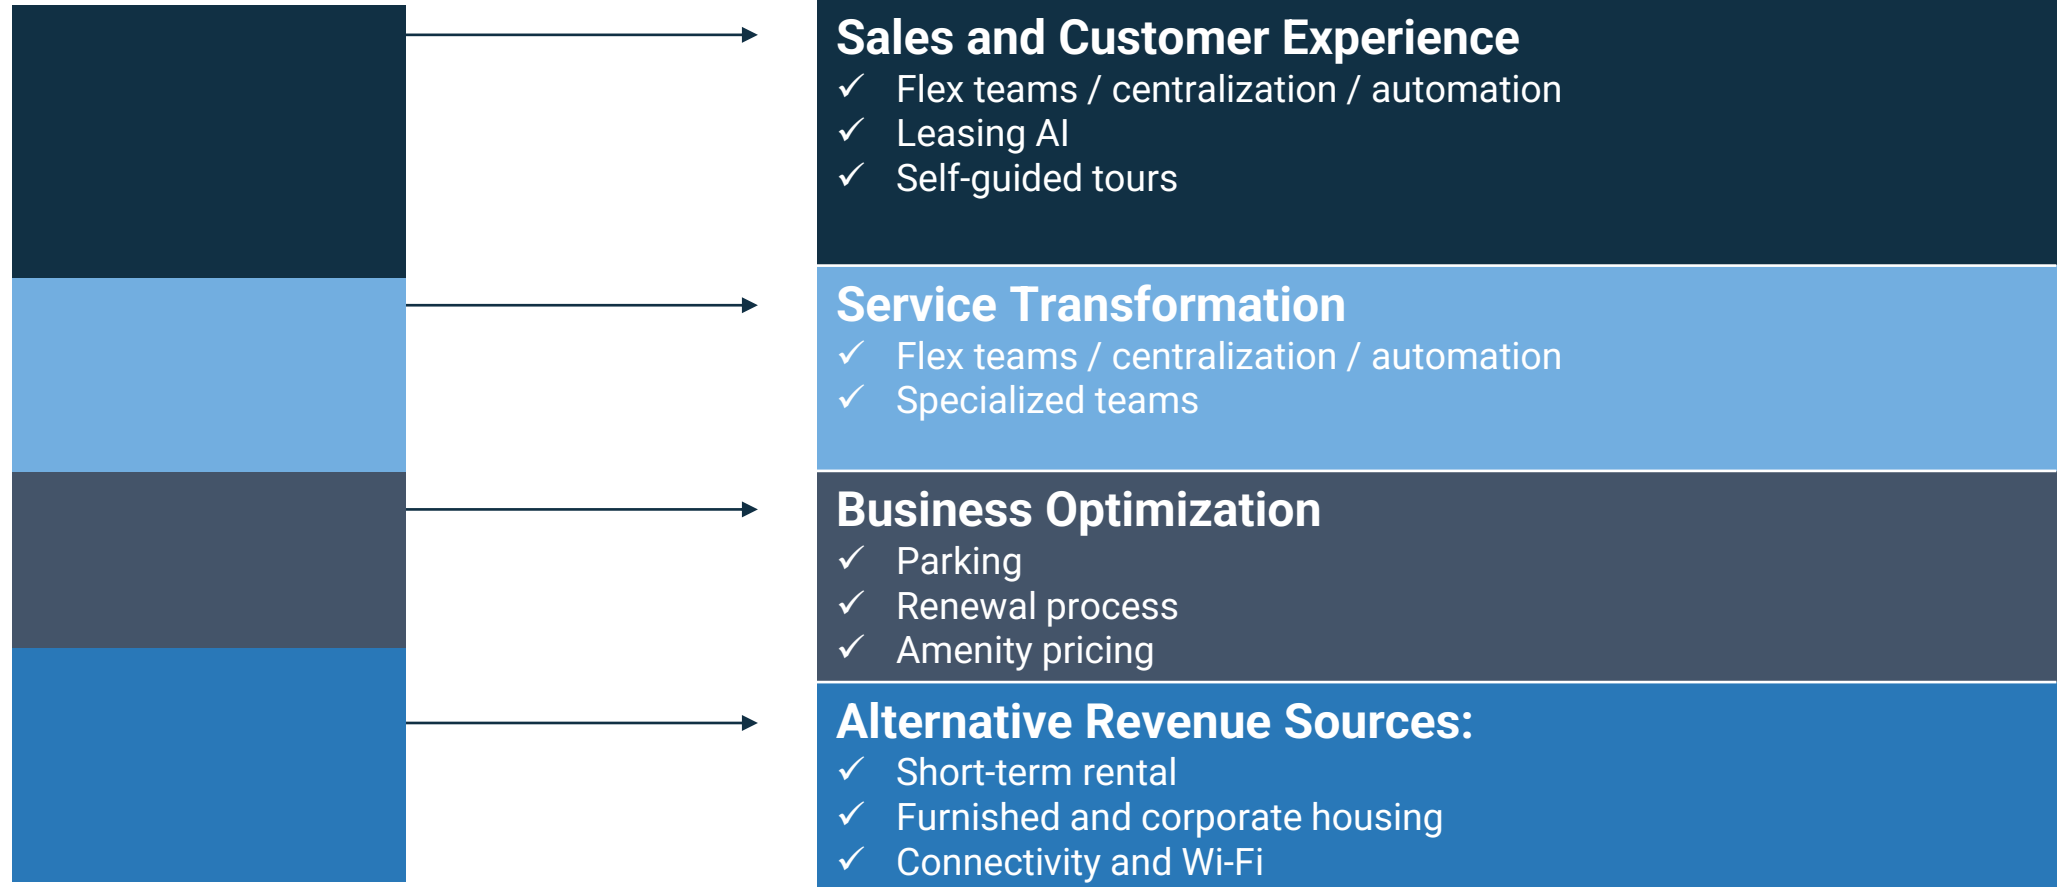 Sales and Customer Experience
✓ Flex teams / centralization / automation
✓ Leasing AI
✓ Self-guided tours
Service Transformation
✓ Flex teams / centralization / automation
✓ Specialized teams
Business Optimization
✓ Parking
✓ Renewal process
✓ Amenity pricing
Alternative Revenue Sources:
✓ Short-term rental
✓ Furnished and corporate housing
✓ Connectivity and Wi-Fi